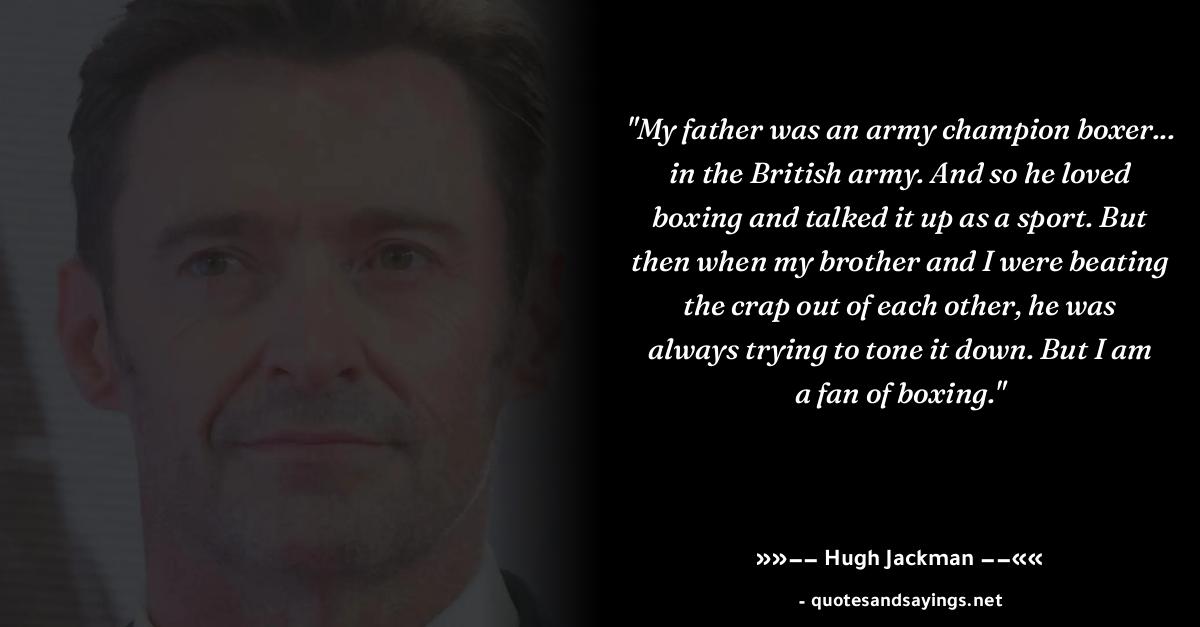 "My father was an army champion boxer...
in the British army. And so he loved
boxing and talked it up as a sport. But
then when my brother and I were beating
the crap out of each other, he was
always trying to tone it down. But I am
a fan of boxing."
»»−− Hugh Jackman −−««
- quotesandsayings.net